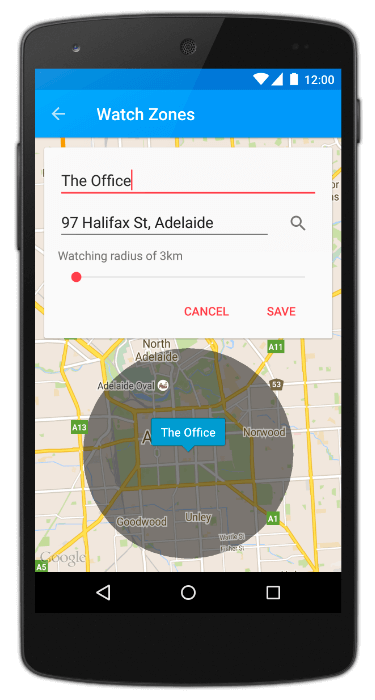 12:00
Watch Zones
The Office
97 Halifax St, Adelaide
Watching radius of 3km
CANCEL SAVE
North
Adelaide
A11
Adelaide Oval
53
A13
The Office
Norwood
A
Goodwood
Unley
A1
Google
A5